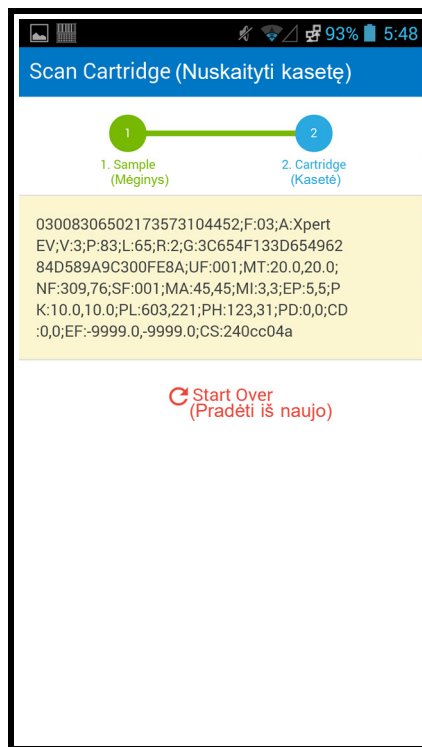 93% 5:48
Scan Cartridge (Nuskaityti kasetę)
1 2
1. Sample 2. Cartridge
(Mėginys) (Kasetė)
03008306502173573104452;F:03;A:Xpert
EV;V:3;P:83;L:65;R:2;G:3C654F133D654962
84D589A9C300FE8A;UF:001;MT:20.0,20.0;
NF:309,76;SF:001;MA:45,45;MI:3,3;EP:5,5;P
K:10.0,10.0;PL:603,221;PH:123,31;PD:0,0;CD
:0,0;EF:-9999.0,-9999.0;CS:240cc04a
Start Over
(Pradėti iš naujo)